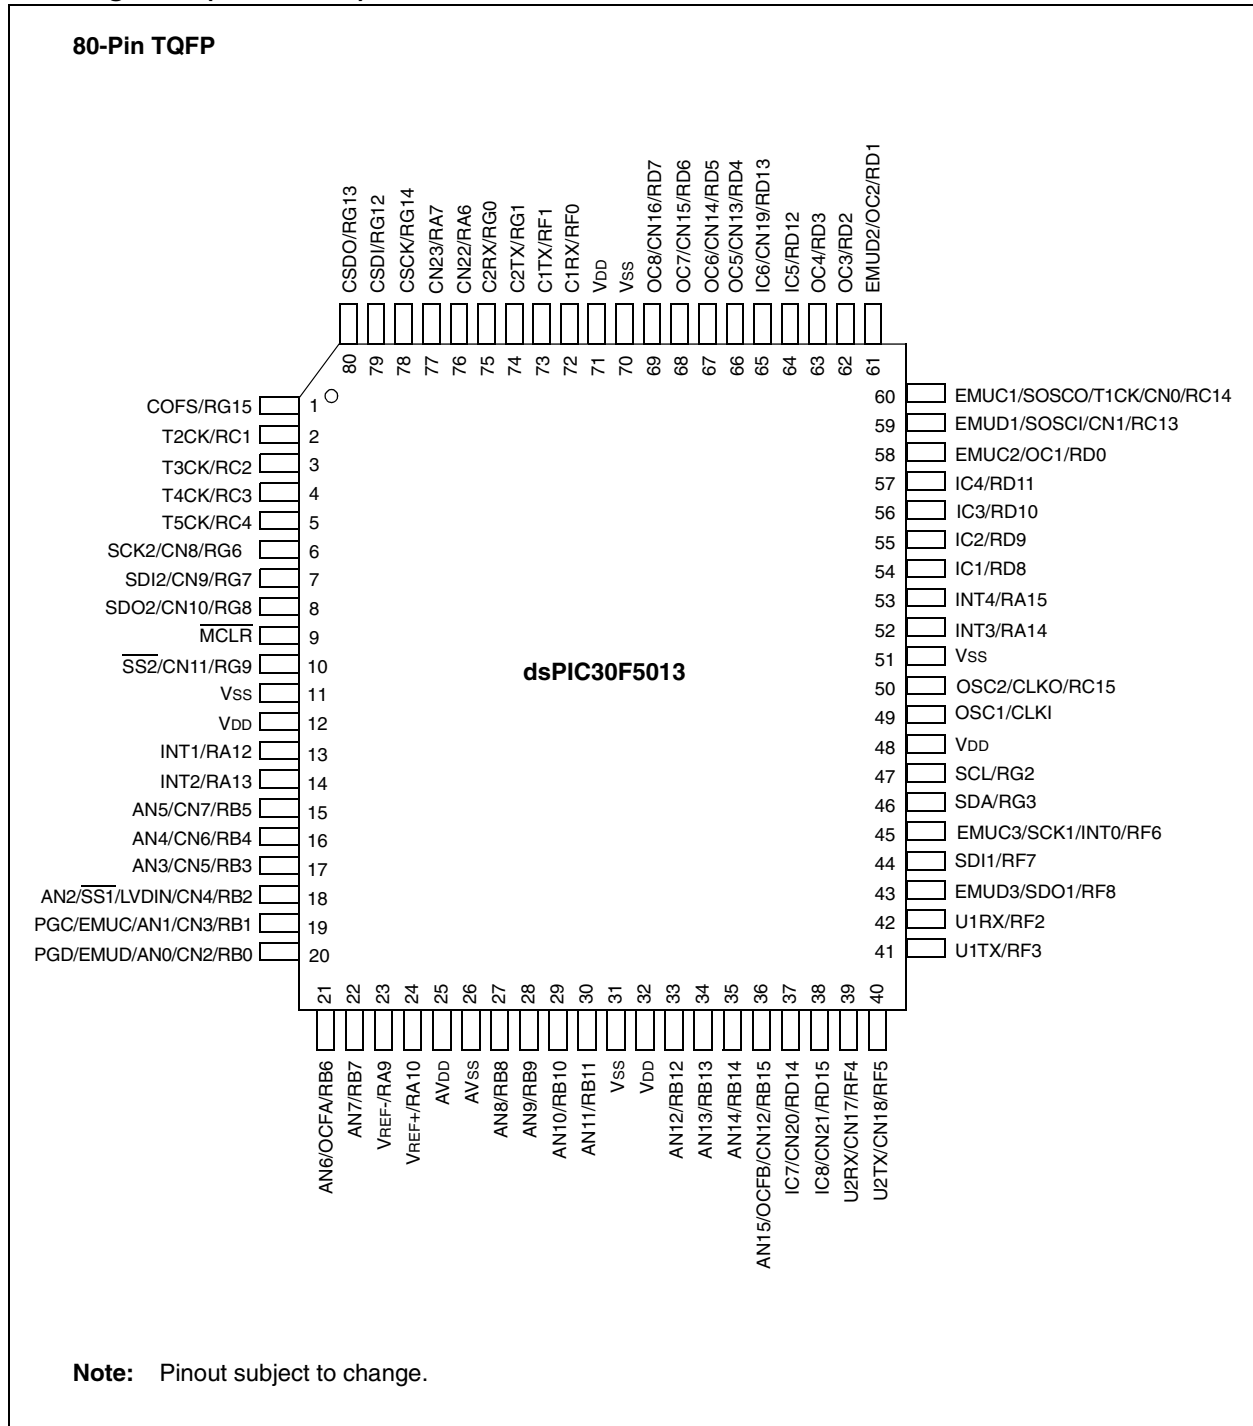 80-Pin TQFP
CSDO/RG13
CSDI/RG12
CSCK/RG14
CN23/RA7
CN22/RA6
C2RX/RG0
C2TX/RG1
C1TX/RF1
C1RX/RF0
VDD
VSS
OC8/CN16/RD7
OC7/CN15/RD6
OC6/CN14/RD5
OC5/CN13/RD4
IC6/CN19/RD13
IC5/RD12
OC4/RD3
OC3/RD2
EMUD2/OC2/RD1
80 79 78 77 76 75 74 73 72 71 70 69 68 67 66 65 64 63 62 61
COFS/RG15 1
T2CK/RC1 2
T3CK/RC2 3
T4CK/RC3 4
T5CK/RC4 5
SCK2/CN8/RG6 6
SDI2/CN9/RG7 7
SDO2/CN10/RG8 8
MCLR 9
SS2/CN11/RG9 10
VSS 11
VDD 12
INT1/RA12 13
INT2/RA13 14
AN5/CN7/RB5 15
AN4/CN6/RB4 16
AN3/CN5/RB3 17
AN2/SS1/LVDIN/CN4/RB2 18
PGC/EMUC/AN1/CN3/RB1 19
PGD/EMUD/AN0/CN2/RB0 20
dsPIC30F5013
60 EMUC1/SOSCO/T1CK/CN0/RC14
59 EMUD1/SOSCI/CN1/RC13
58 EMUC2/OC1/RD0
57 IC4/RD11
56 IC3/RD10
55 IC2/RD9
54 IC1/RD8
53 INT4/RA15
52 INT3/RA14
51 VSS
50 OSC2/CLKO/RC15
49 OSC1/CLKI
48 VDD
47 SCL/RG2
46 SDA/RG3
45 EMUC3/SCK1/INT0/RF6
44 SDI1/RF7
43 EMUD3/SDO1/RF8
42 U1RX/RF2
41 U1TX/RF3
21 22 23 24 25 26 27 28 29 30 31 32 33 34 35 36 37 38 39 40
AN6/OCFA/RB6
AN7/RB7
VREF-/RA9
VREF+/RA10
AVDD
AVSS
AN8/RB8
AN9/RB9
AN10/RB10
AN11/RB11
VSS
VDD
AN12/RB12
AN13/RB13
AN14/RB14
AN15/OCFB/CN12/RB15
IC7/CN20/RD14
IC8/CN21/RD15
U2RX/CN17/RF4
U2TX/CN18/RF5
Note: Pinout subject to change.